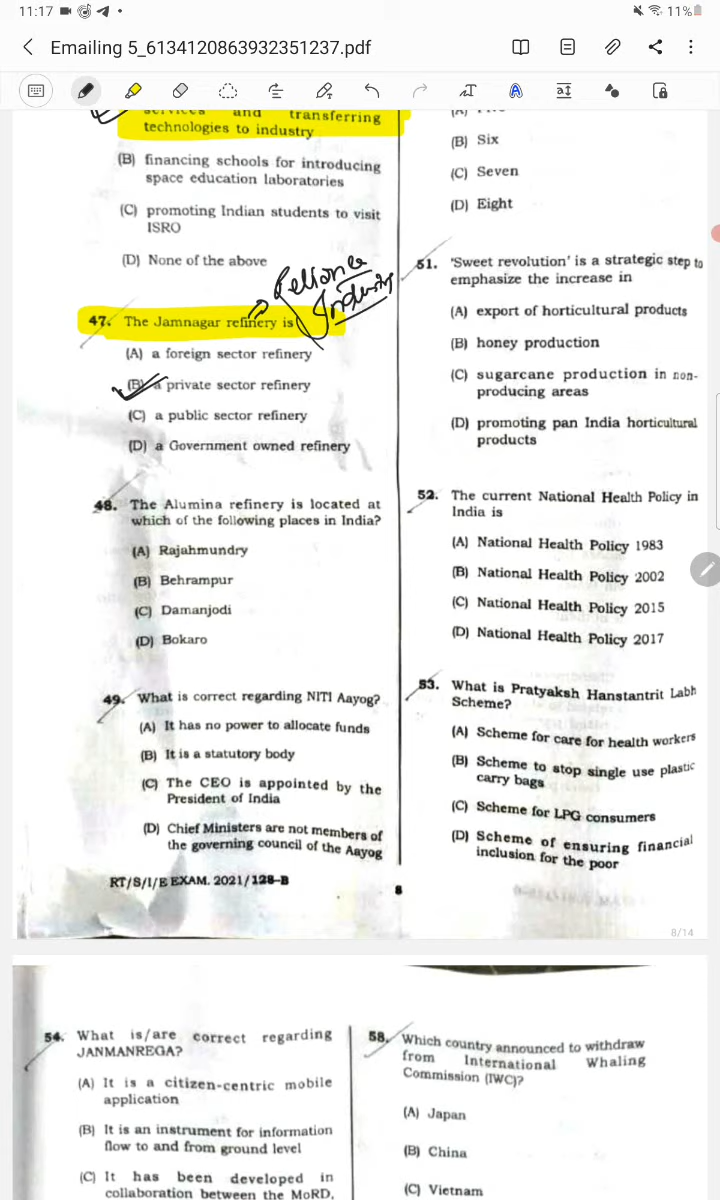 11:17
11%
Emailing 5_6134120863932351237.pdf
services and transferring
technologies to industry
(B) financing schools for introducing
space education laboratories
(C) promoting Indian students to visit
ISRO
(D) None of the above
Reliance
Industry
47. The Jamnagar refinery is
(A) a foreign sector refinery
(B) a private sector refinery
(C) a public sector refinery
(D) a Government owned refinery
48. The Alumina refinery is located at
which of the following places in India?
(A) Rajahmundry
(B) Behrampur
(C) Damanjodi
(D) Bokaro
49. What is correct regarding NITI Aayog?
(A) It has no power to allocate funds
(B) It is a statutory body
(C) The CEO is appointed by the
President of India
(D) Chief Ministers are not members of
the governing council of the Aayog
RT/S/I/E EXAM. 2021/128-B
(B) Six
(C) Seven
(D) Eight
51. 'Sweet revolution' is a strategic step to
emphasize the increase in
(A) export of horticultural products
(B) honey production
(C) sugarcane production in non-
producing areas
(D) promoting pan India horticultural
products
52. The current National Health Policy in
India is
(A) National Health Policy 1983
(B) National Health Policy 2002
(C) National Health Policy 2015
(D) National Health Policy 2017
53. What is Pratyaksh Hanstantrit Labh
Scheme?
(A) Scheme for care for health workers
(B) Scheme to stop single use plastic
carry bags
(C) Scheme for LPG consumers
(D) Scheme of ensuring financial
inclusion for the poor
8
8/14
54. What is/are correct regarding
JANMANREGA?
(A) It is a citizen-centric mobile
application
(B) It is an instrument for information
flow to and from ground level
(C) It has been developed in
collaboration between the MoRD,
58. Which country announced to withdraw
from International Whaling
Commission (IWC)?
(A) Japan
(B) China
(C) Vietnam